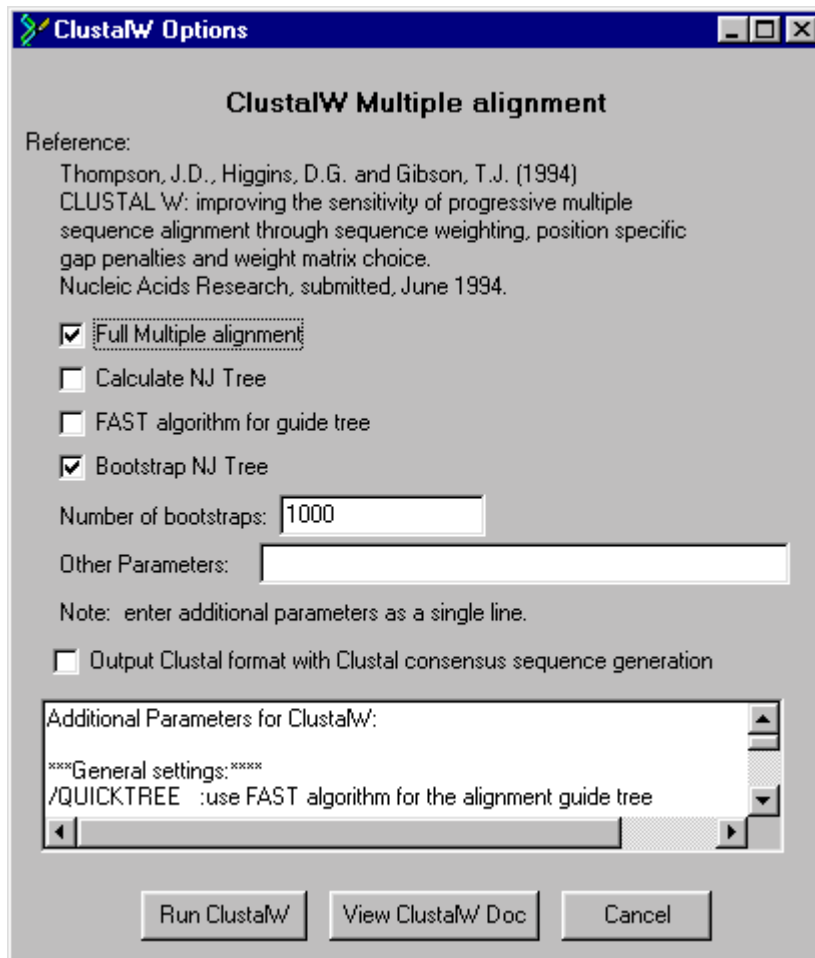 ClustalW Options
ClustalW Multiple alignment
Reference:
Thompson, J.D., Higgins, D.G. and Gibson, T.J. (1994)
CLUSTAL W: improving the sensitivity of progressive multiple
sequence alignment through sequence weighting, position specific
gap penalties and weight matrix choice.
Nucleic Acids Research, submitted, June 1994.
Full Multiple alignment
Calculate NJ Tree
FAST algorithm for guide tree
Bootstrap NJ Tree
Number of bootstraps: 1000
Other Parameters:
Note: enter additional parameters as a single line.
Output Clustal format with Clustal consensus sequence generation
Additional Parameters for ClustalW:
***General settings:****
/QUICKTREE :use FAST algorithm for the alignment guide tree
Run ClustalW View ClustalW Doc Cancel